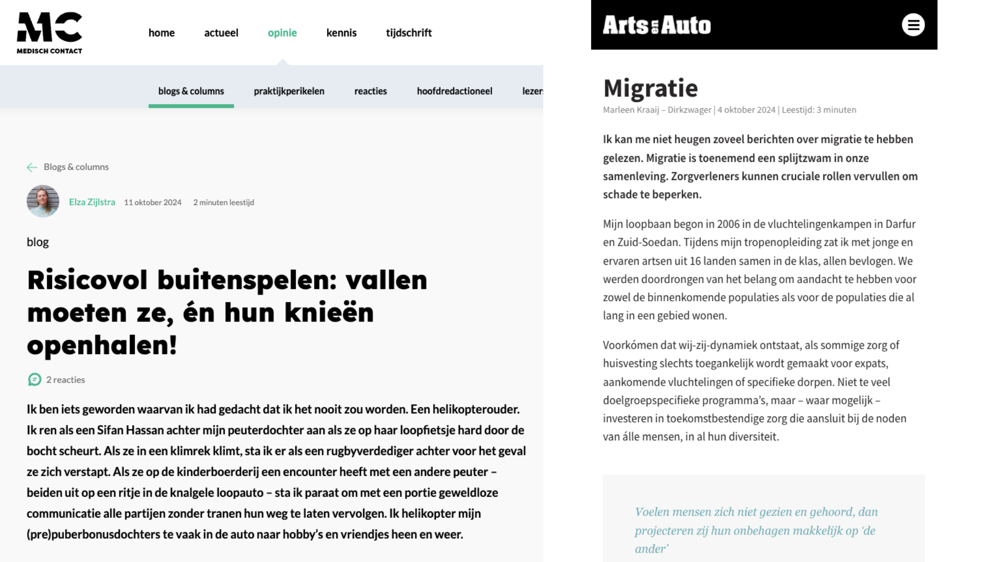 MC
MEDISCH CONTACT
home actueel opinie kennis tijdschrift
blogs & columns praktijkperikelen reacties hoofdredactioneel lezer
Blogs & columns
Elza Zijlstra 11 oktober 2024 2 minuten leestijd
blog
Risicovol buitenspelen: vallen
moeten ze, én hun knieën
openhalen!
2 reacties
Ik ben iets geworden waarvan ik had gedacht dat ik het nooit zou worden. Een helikopterouder.
Ik ren als een Sifan Hassan achter mijn peuterdochter aan als ze op haar loopfietsje hard door de
bocht scheurt. Als ze in een klimrek klimt, sta ik er als een rugbyverdediger achter voor het geval
ze zich verstapt. Als ze op de kinderboerderij een encounter heeft met een andere peuter –
beiden uit op een ritje in de knalgele loopauto – sta ik paraat om met een portie geweldloze
communicatie alle partijen zonder tranen hun weg te laten vervolgen. Ik helikopter mijn
(pre)puberbonusdochters te vaak in de auto naar hobby’s en vriendjes heen en weer.
Arts en Auto
Migratie
Marleen Kraaij – Dirkzwager | 4 oktober 2024 | Leestijd: 3 minuten
Ik kan me niet heugen zoveel berichten over migratie te hebben
gelezen. Migratie is toenemend een splijtzwam in onze
samenleving. Zorgverleners kunnen cruciale rollen vervullen om
schade te beperken.
Mijn loopbaan begon in 2006 in de vluchtelingenkampen in Darfur
en Zuid-Soedan. Tijdens mijn tropenopleiding zat ik met jonge en
ervaren artsen uit 16 landen samen in de klas, allen bevlogen. We
werden doordrongen van het belang om aandacht te hebben voor
zowel de binnenkomende populaties als voor de populaties die al
lang in een gebied wonen.
Voorkómen dat wij-zij-dynamiek ontstaat, als sommige zorg of
huisvesting slechts toegankelijk wordt gemaakt voor expats,
aankomende vluchtelingen of specifieke dorpen. Niet te veel
doelgroepspecifieke programma’s, maar – waar mogelijk –
investeren in toekomstbestendige zorg die aansluit bij de noden
van álle mensen, in al hun diversiteit.
Voelen mensen zich niet gezien en gehoord, dan
projecteren zij hun onbehagen makkelijk op ‘de
ander’